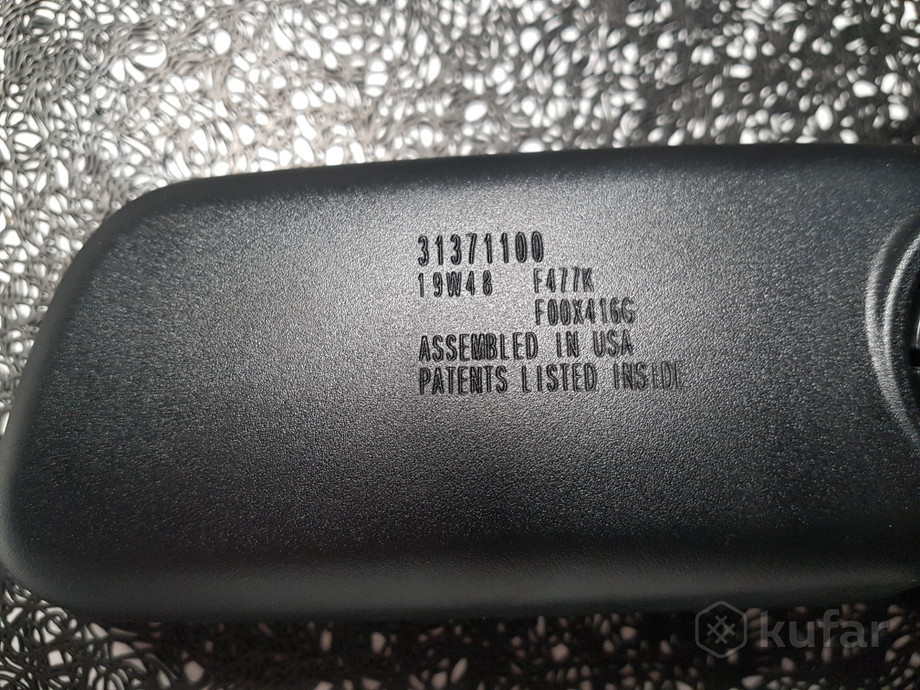 31371100
19W48 F477K
F00X416G
ASSEMBLED IN USA
PATENTS LISTED INSIDE
kufar